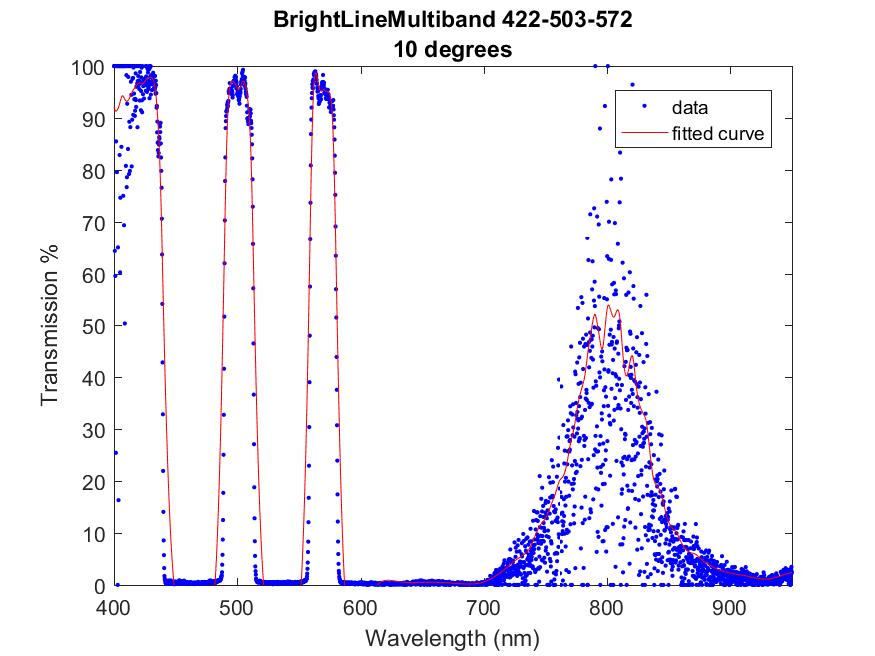 BrightLineMultiband 422-503-572
10 degrees
100
90
80
70
60
50
40
30
20
10
0
Transmission %
data
fitted curve
400 500 600 700 800 900
Wavelength (nm)